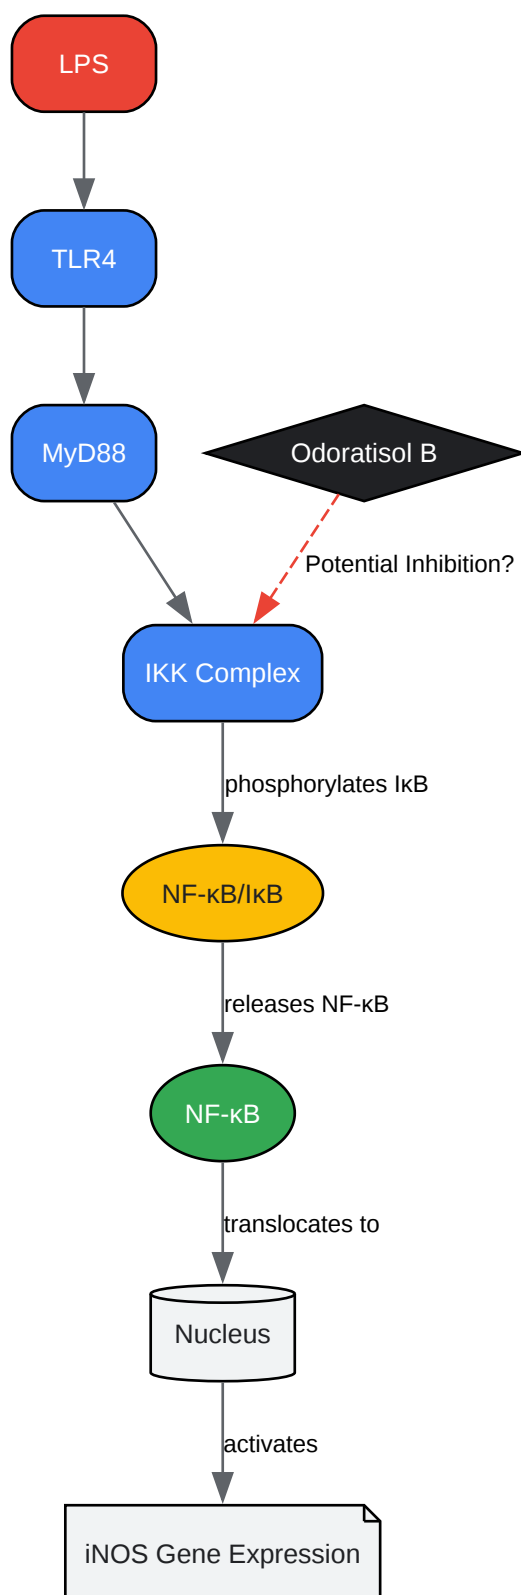 LPS
TLR4
MyD88
Odoratisol B
Potential Inhibition?
IKK Complex
phosphorylates IκB
NF-κB/IκB
releases NF-κB
NF-κB
translocates to
Nucleus
activates
iNOS Gene Expression